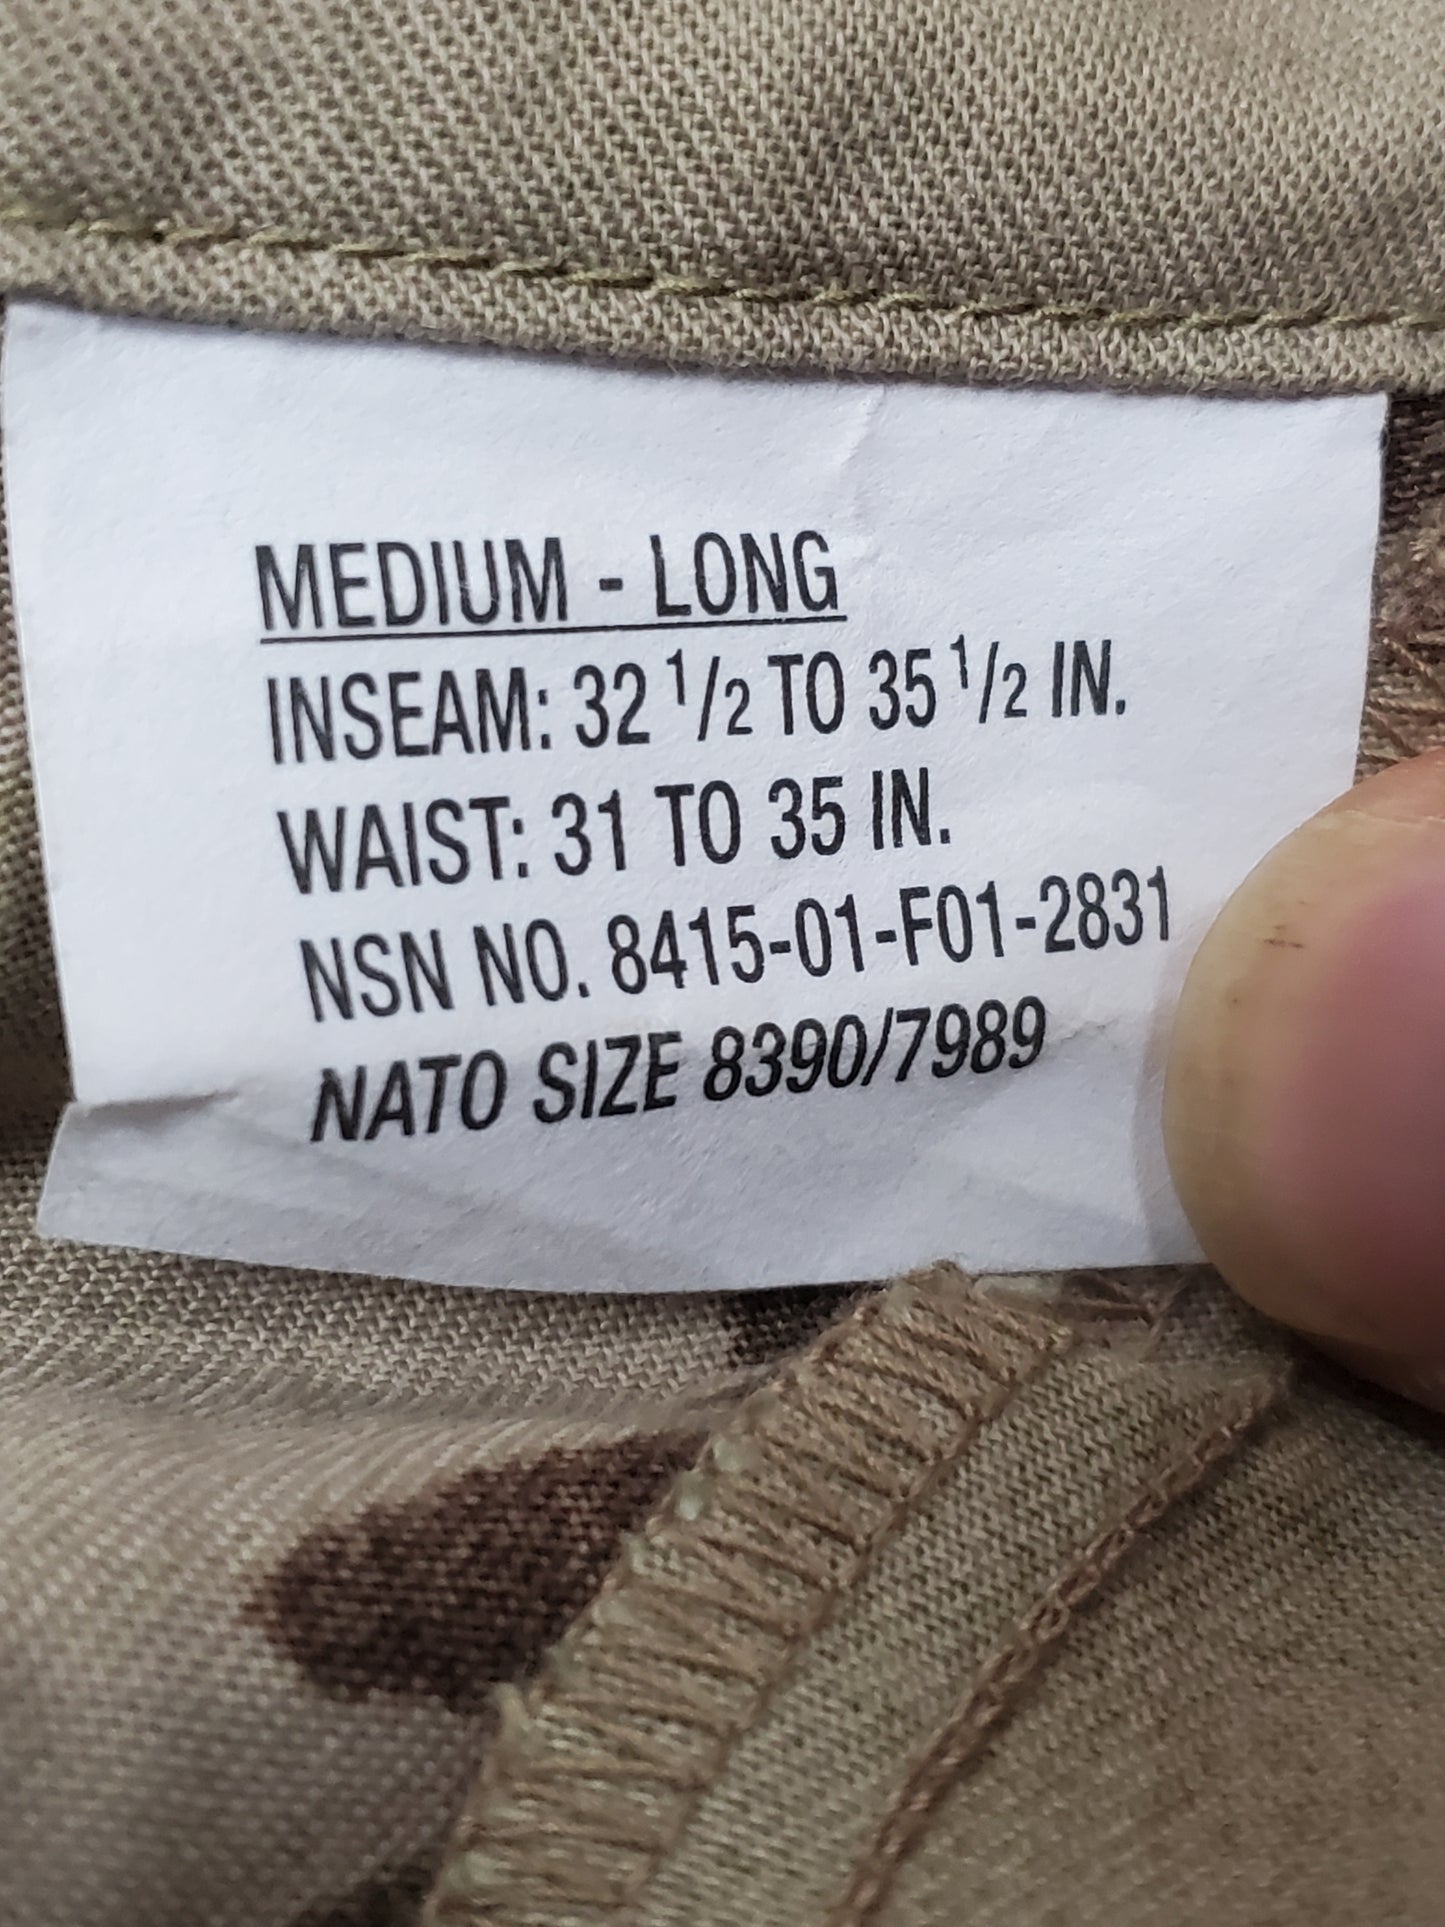 MEDIUM - LONG
INSEAM: 32 1/2 TO 35 1/2 IN.
WAIST: 31 TO 35 IN.
NSN NO. 8415-01-F01-2831
NATO SIZE 8390/7989